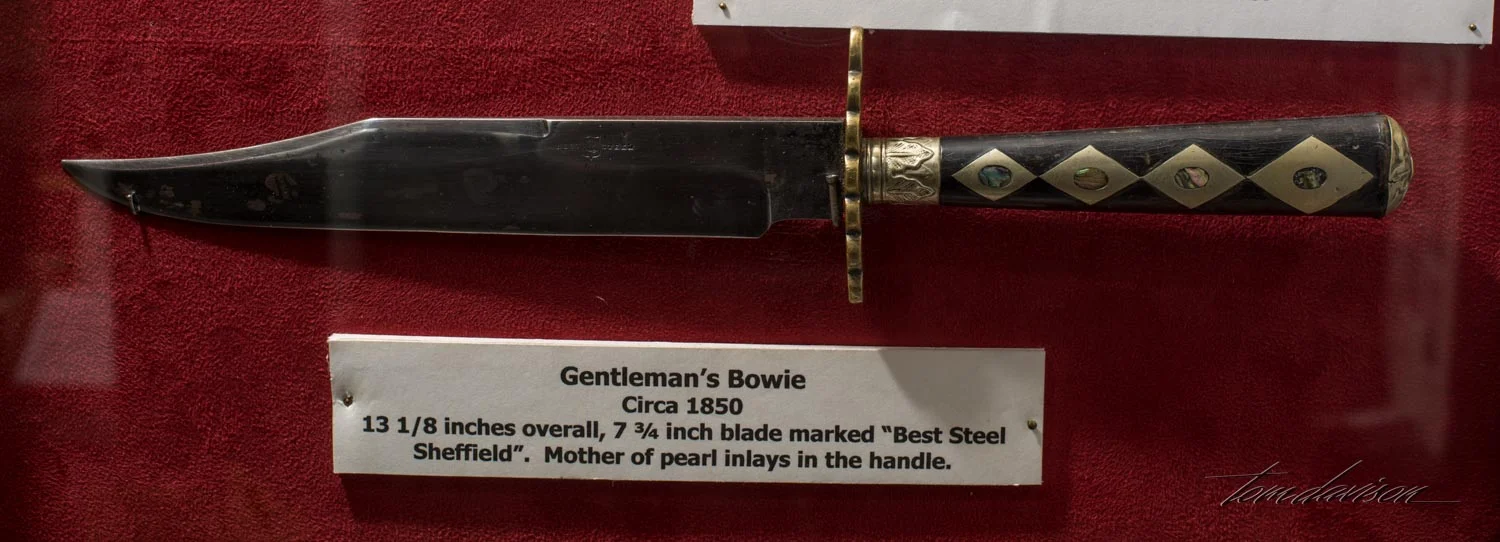 Gentleman's Bowie
Circa 1850
13 1/8 inches overall, 7 ¾ inch blade marked “Best Steel
Sheffield”.  Mother of pearl inlays in the handle.
tomdavison